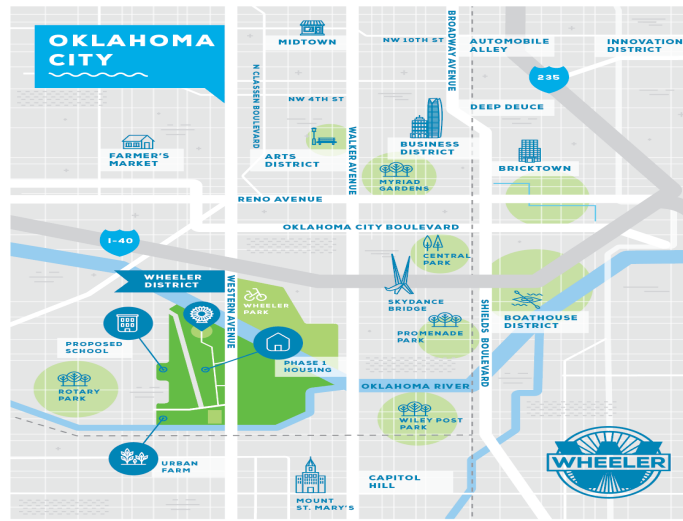 OKLAHOMA
CITY
MIDTOWN
NW 10TH ST
BROADWAY AVENUE
AUTOMOBILE
ALLEY
INNOVATION
DISTRICT
235
N CLASSEN BOULEVARD
NW 4TH ST
DEEP DEUCE
FARMER'S
MARKET
ARTS
DISTRICT
WALKER AVENUE
BUSINESS
DISTRICT
MYRIAD
GARDENS
BRICKTOWN
RENO AVENUE
OKLAHOMA CITY BOULEVARD
I-40
CENTRAL
PARK
WHEELER
DISTRICT
WESTERN AVENUE
WHEELER
PARK
SKYDANCE
BRIDGE
SHIELDS BOULEVARD
BOATHOUSE
DISTRICT
PROPOSED
SCHOOL
PHASE 1
HOUSING
PROMENADE
PARK
ROTARY
PARK
OKLAHOMA RIVER
WILEY POST
PARK
URBAN
FARM
MOUNT
ST. MARY'S
CAPITOL
HILL
WHEELER